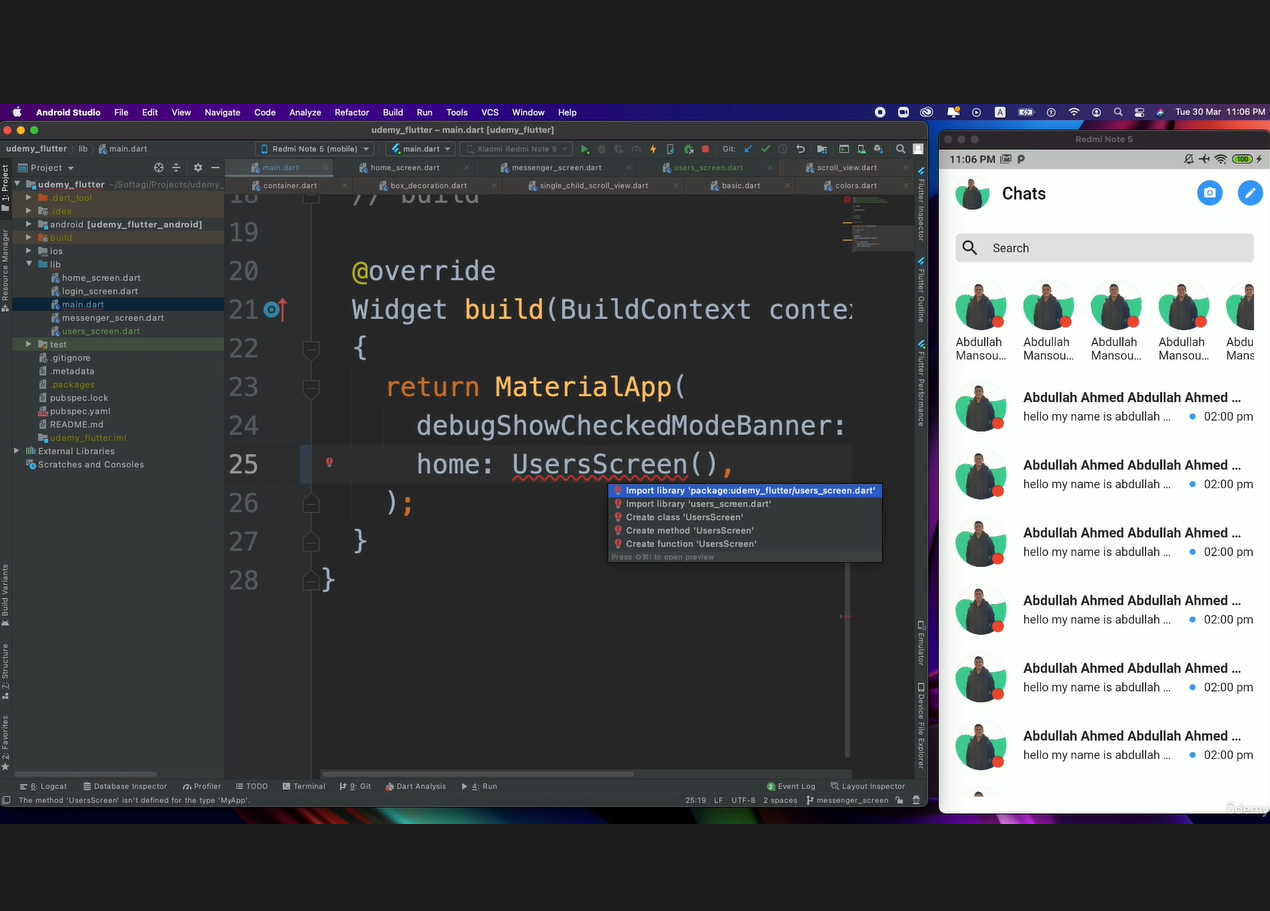 Android Studio File Edit View Navigate Code Analyze Refactor Build Run Tools VCS Window Help
A
Tue 30 Mar 11:06 PM
udemy_flutter – main.dart [udemy_flutter]
udemy_flutter lib main.dart
Redmi Note 5 (mobile)
main.dart
Xiaomi Redmi Note 5
Git:
Project
main.dart
home_screen.dart
messenger_screen.dart
users_screen.dart
scroll_view.dart
container.dart
box_decoration.dart
single_child_scroll_view.dart
basic.dart
colors.dart
udemy_flutter ~/Softagi/Projects/udemy_
.dart_tool
.idea
android [udemy_flutter_android]
build
ios
lib
home_screen.dart
login_screen.dart
main.dart
messenger_screen.dart
users_screen.dart
test
.gitignore
.metadata
.packages
pubspec.lock
pubspec.yaml
README.md
udemy_flutter.iml
External Libraries
Scratches and Consoles
1: Project
Resource Manager
Build Variants
Z: Structure
2: Favorites
18 // build
19
20 @override
21 Widget build(BuildContext contex
22 {
23 return MaterialApp(
24 debugShowCheckedModeBanner:
25 home: UsersScreen(),
26 );
27 }
28 }
Import library 'package:udemy_flutter/users_screen.dart'
Import library 'users_screen.dart'
Create class 'UsersScreen'
Create method 'UsersScreen'
Create function 'UsersScreen'
Press ⇧⌘I to open preview
Flutter Inspector
Flutter Outline
Flutter Performance
Emulator
Device File Explorer
6: Logcat Database Inspector Profiler TODO Terminal 9: Git Dart Analysis 4: Run
2 Event Log Layout Inspector
The method 'UsersScreen' isn't defined for the type 'MyApp'.
25:19 LF UTF-8 2 spaces messenger_screen
Redmi Note 5
11:06 PM
100
Chats
Search
Abdullah Mansou...
Abdullah Mansou...
Abdullah Mansou...
Abdullah Mansou...
Abdu
Mans
Abdullah Ahmed Abdullah Ahmed ...
hello my name is abdullah ... 02:00 pm
Abdullah Ahmed Abdullah Ahmed ...
hello my name is abdullah ... 02:00 pm
Abdullah Ahmed Abdullah Ahmed ...
hello my name is abdullah ... 02:00 pm
Abdullah Ahmed Abdullah Ahmed ...
hello my name is abdullah ... 02:00 pm
Abdullah Ahmed Abdullah Ahmed ...
hello my name is abdullah ... 02:00 pm
Abdullah Ahmed Abdullah Ahmed ...
hello my name is abdullah ... 02:00 pm
ûdemy